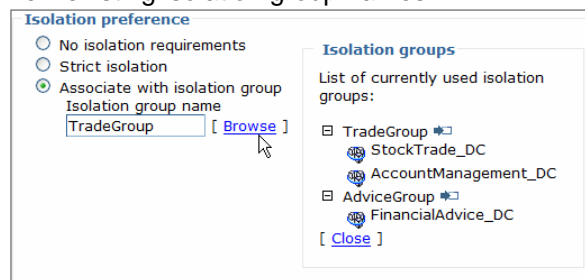 Isolation preference
No isolation requirements
Strict isolation
Associate with isolation group
Isolation group name
TradeGroup [ Browse ]
Isolation groups
List of currently used isolation
groups:
TradeGroup
StockTrade_DC
AccountManagement_DC
AdviceGroup
FinancialAdvice_DC
[ Close ]